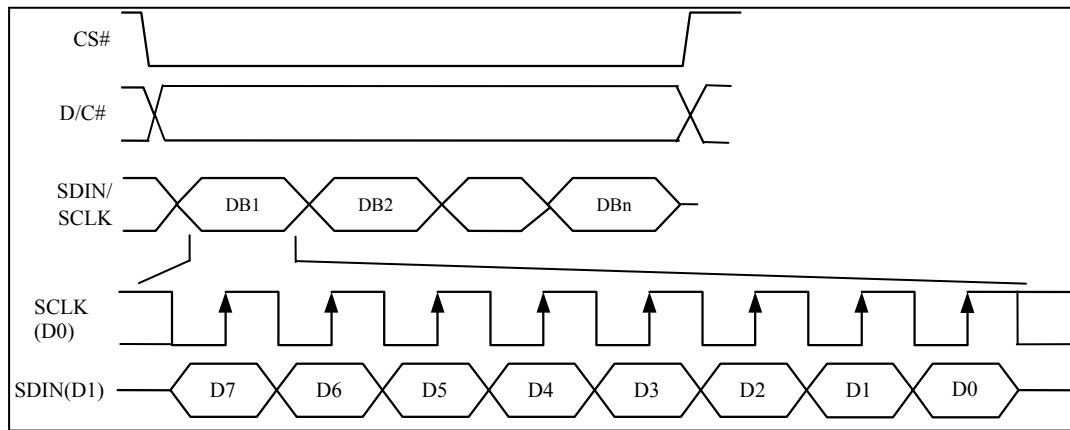 CS#
D/C#
SDIN/
SCLK
DB1 DB2 DBn
SCLK
(D0)
SDIN(D1) D7 D6 D5 D4 D3 D2 D1 D0